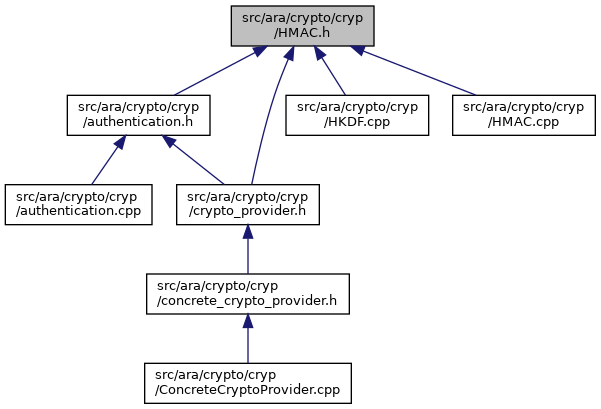 src/ara/crypto/cryp
/HMAC.h
src/ara/crypto/cryp
/authentication.h
src/ara/crypto/cryp
/HKDF.cpp
src/ara/crypto/cryp
/HMAC.cpp
src/ara/crypto/cryp
/authentication.cpp
src/ara/crypto/cryp
/crypto_provider.h
src/ara/crypto/cryp
/concrete_crypto_provider.h
src/ara/crypto/cryp
/ConcreteCryptoProvider.cpp